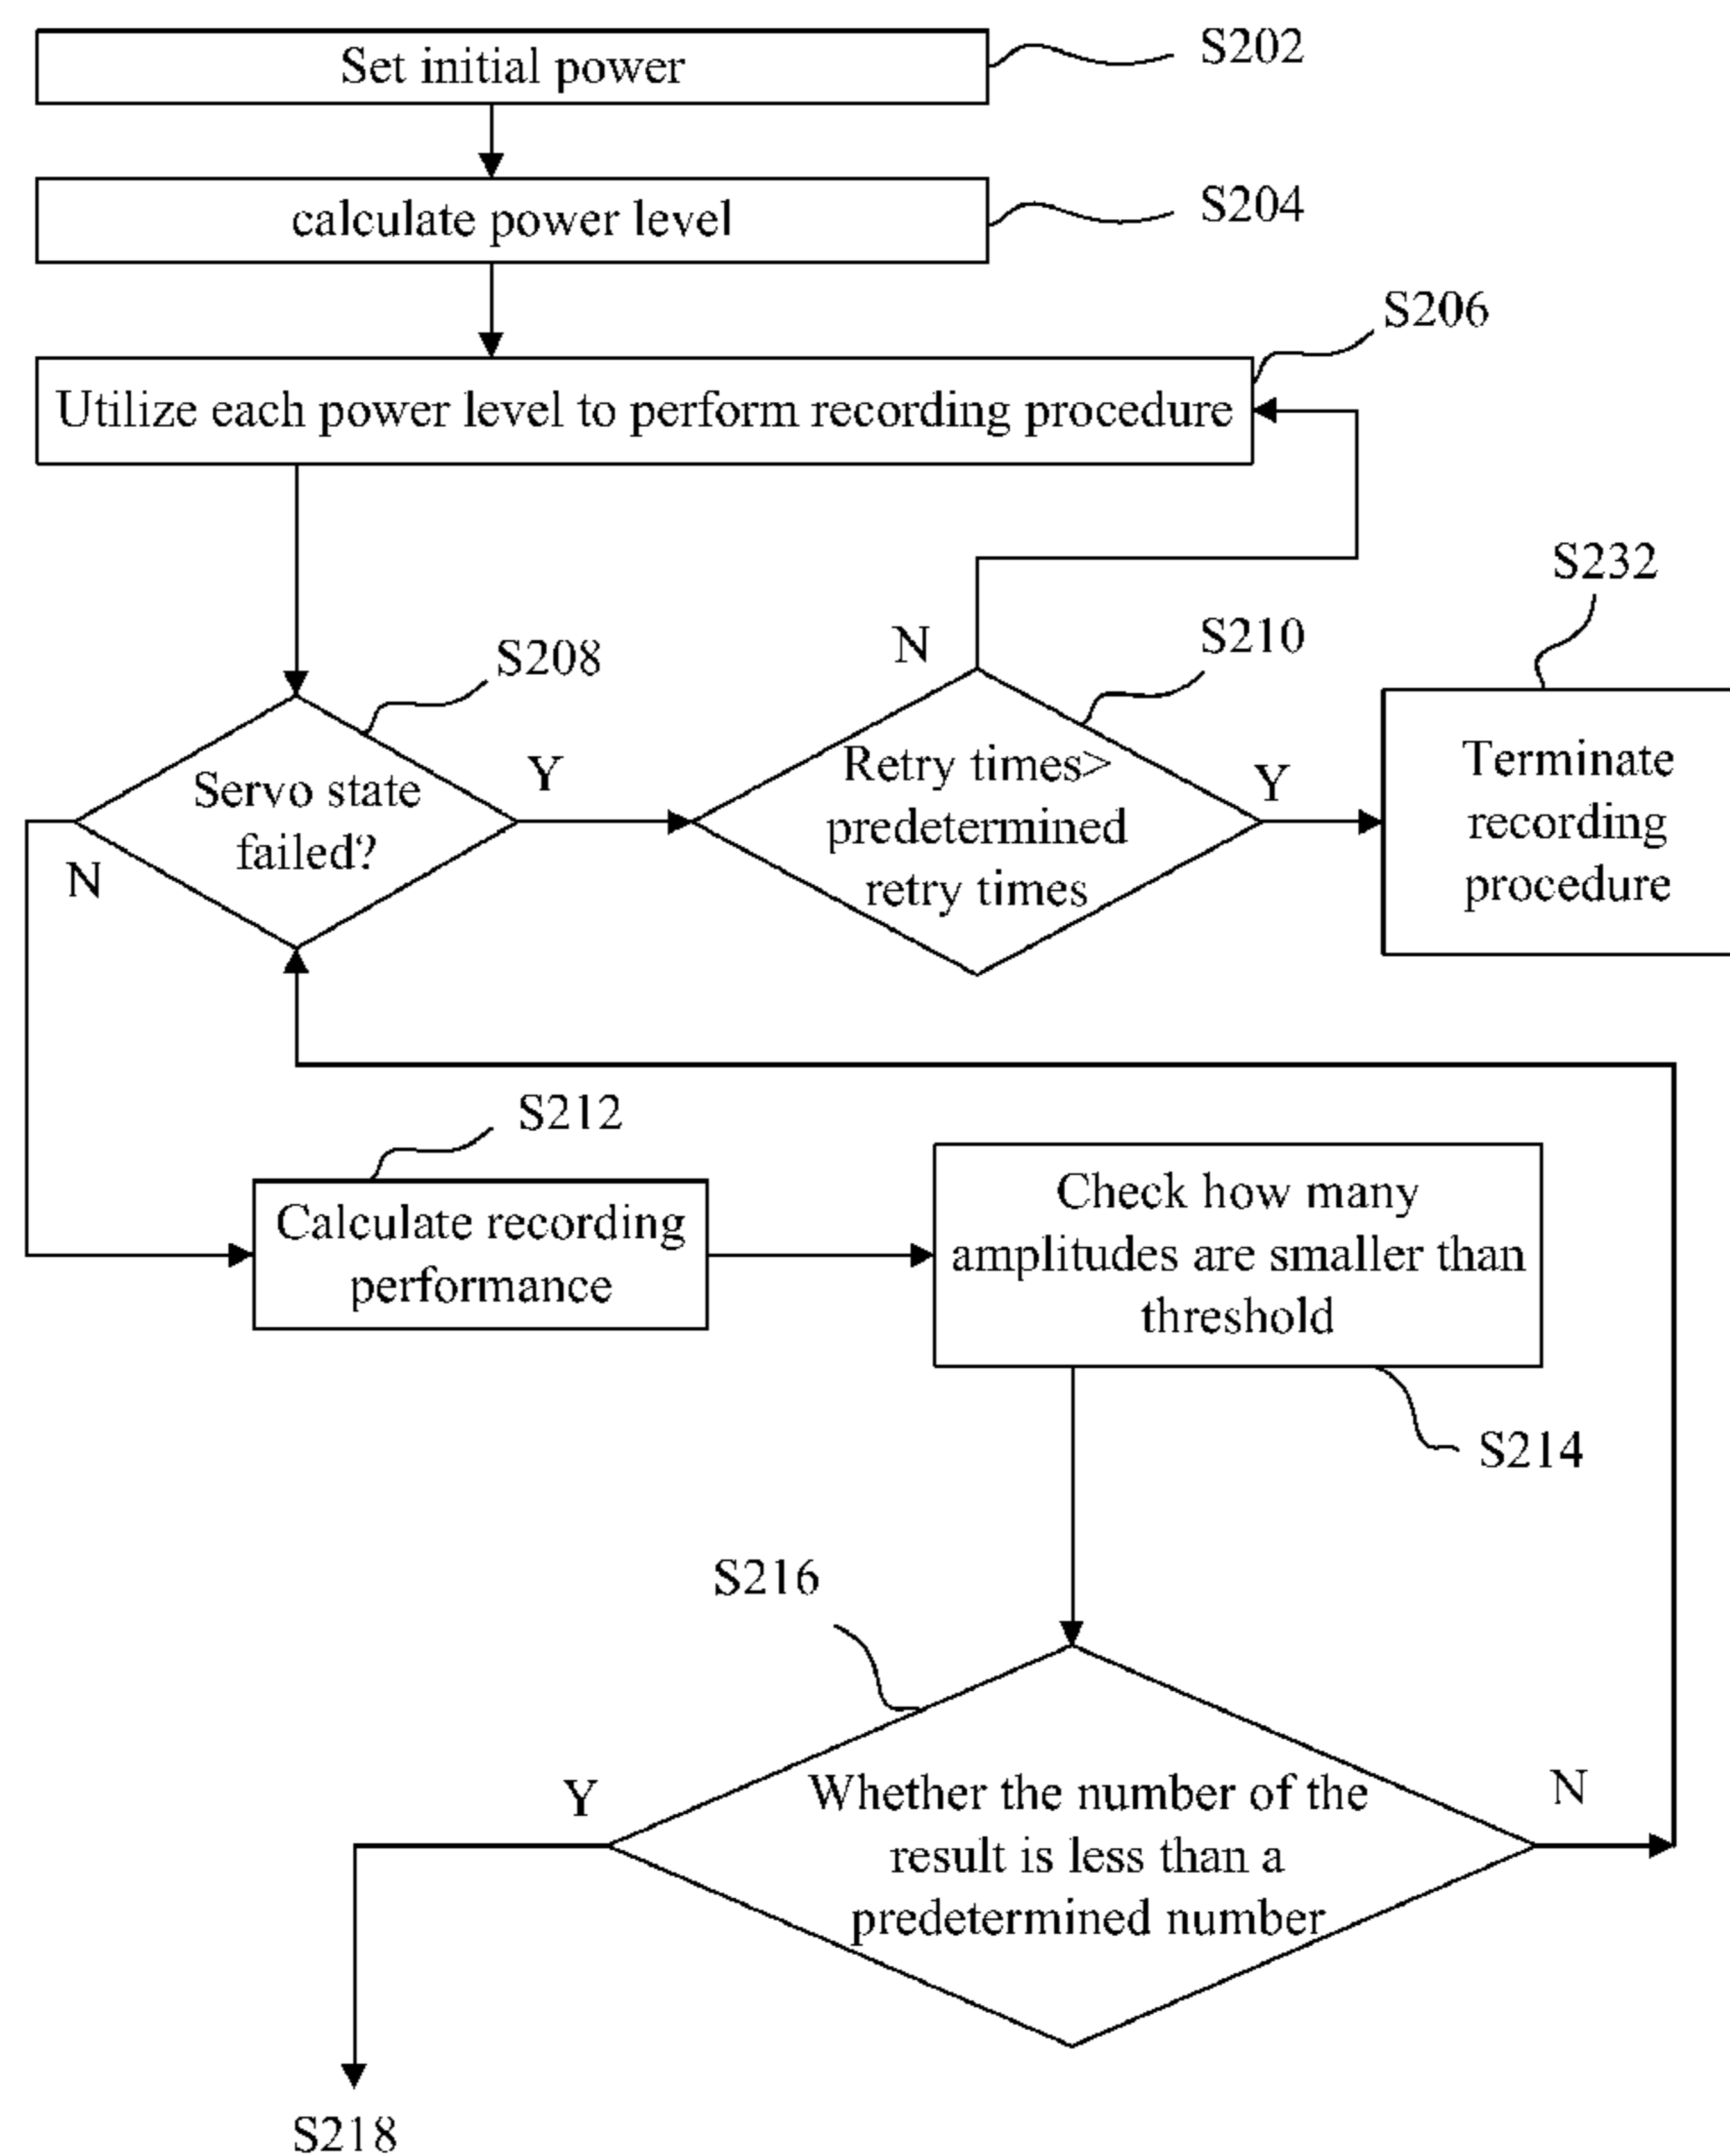 Set initial power
S202
calculate power level
S204
S206
Utilize each power level to perform recording procedure
S232
S208
N
S210
Servo state
failed?
Y
N
Retry times>
predetermined
retry times
Y
Terminate
recording
procedure
S212
Calculate recording
performance
Check how many
amplitudes are smaller than
threshold
S214
S216
Y
Whether the number of the
result is less than a
predetermined number
N
S218